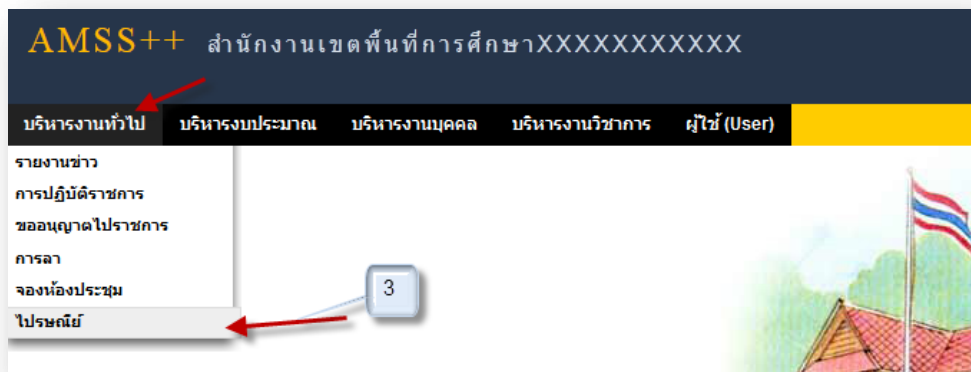 AMSS++ สำนักงานเขตพื้นที่การศึกษาXXXXXXXXXXX
บริหารงานทั่วไป บริหารงบประมาณ บริหารงานบุคคล บริหารงานวิชาการ ผู้ใช้ (User)
รายงานข่าว
การปฏิบัติราชการ
ขออนุญาตไปราชการ
การลา
จองห้องประชุม
3
ไปรษณีย์